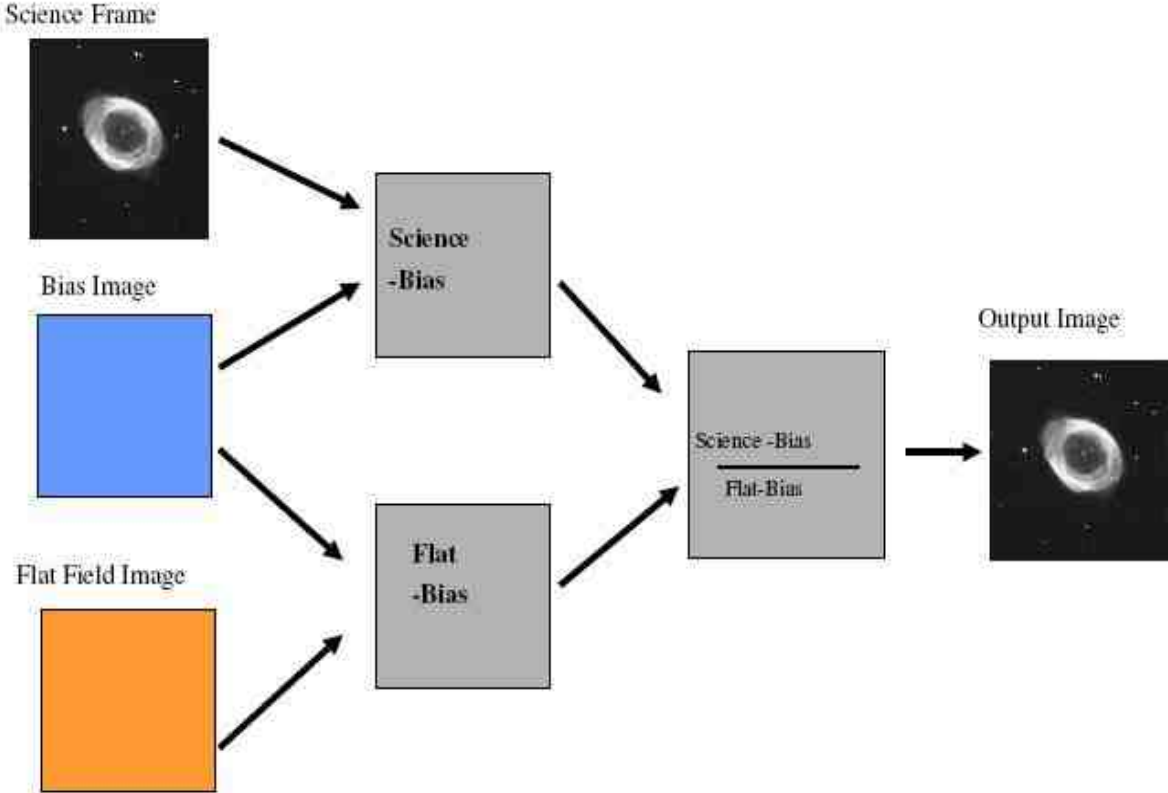 Science Frame
Bias Image
Flat Field Image
Science
-Bias
Flat
-Bias
Science -Bias
Flat-Bias
Output Image